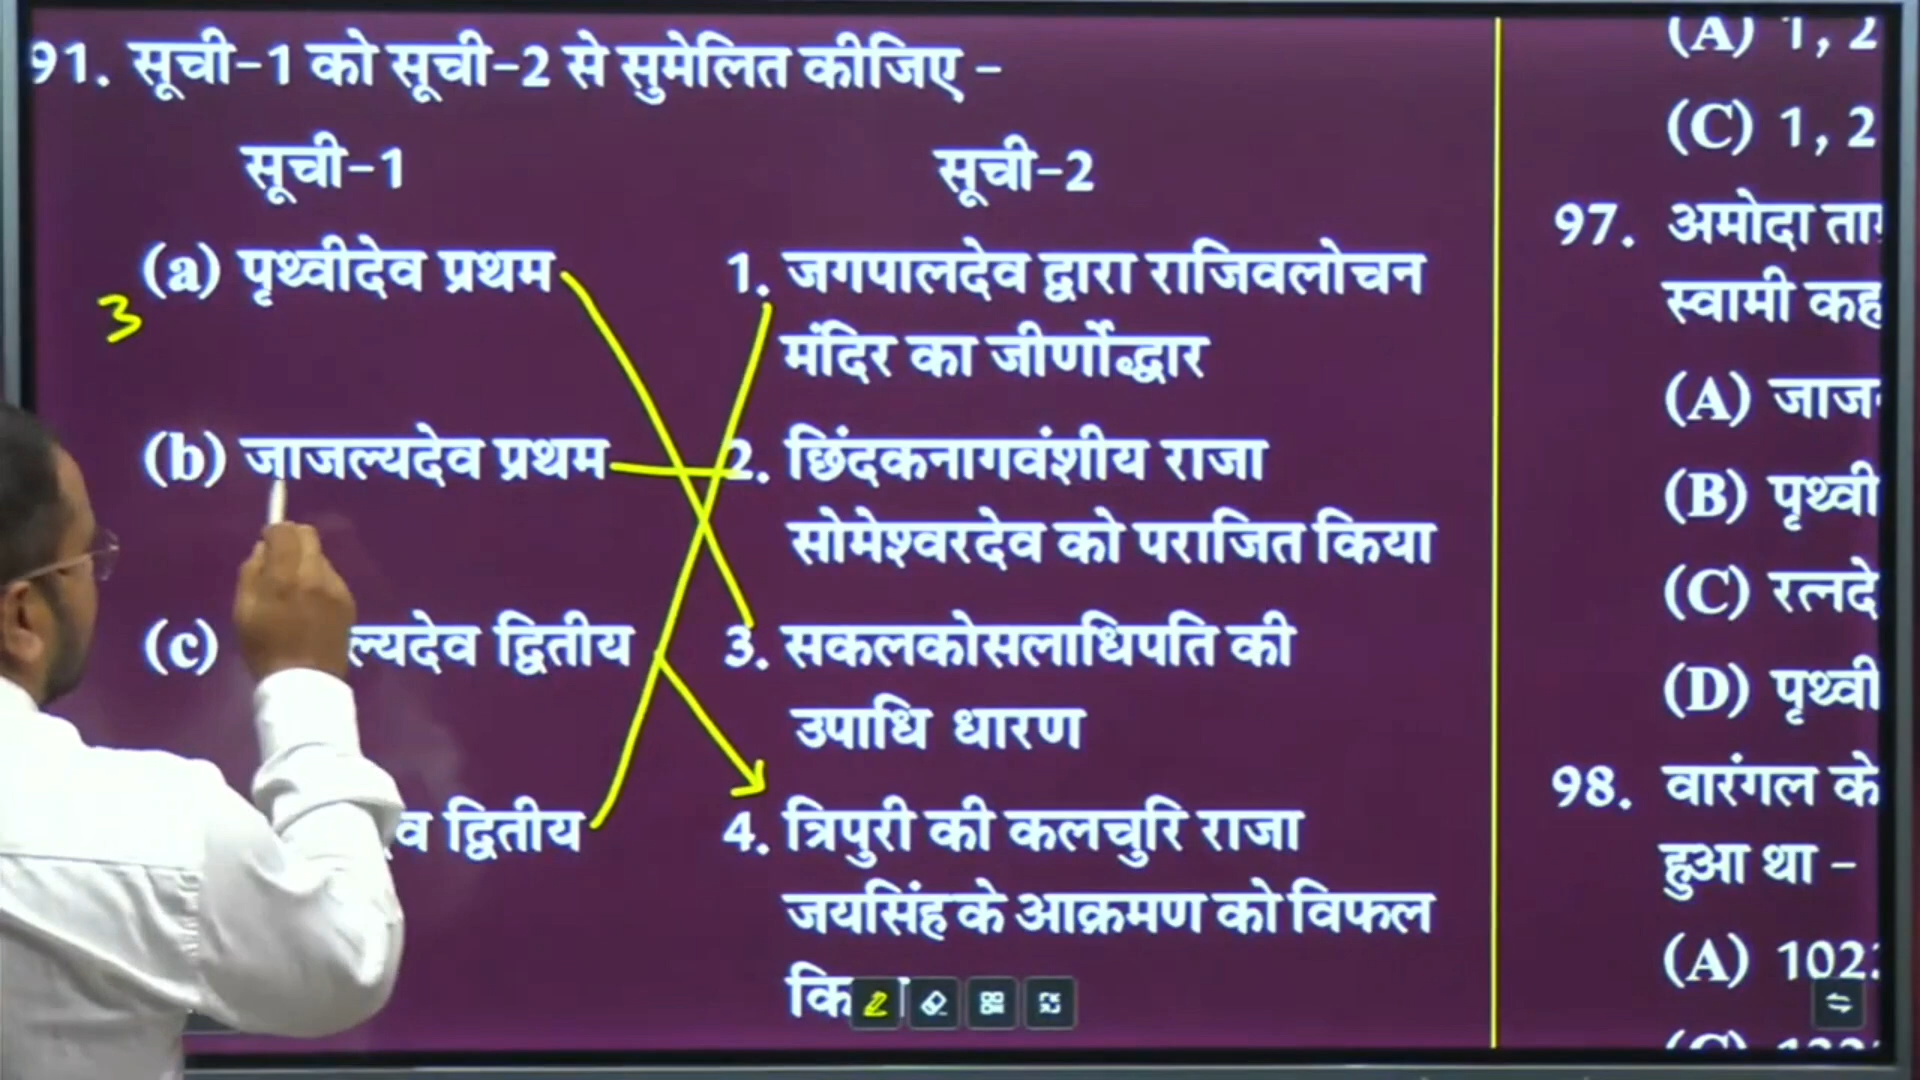 91. सूची-1 को सूची-2 से सुमेलित कीजिए -
सूची-1
सूची-2
(a) पृथ्वीदेव प्रथम
1. जगपालदेव द्वारा राजिवलोचन
मंदिर का जीर्णोद्धार
3
(b) जाजल्यदेव प्रथम
2. छिंदकनागवंशीय राजा
सोमेश्वरदेव को पराजित किया
(c) ल्यदेव द्वितीय
3. सकलकोसलाधिपति की
उपाधि धारण
व द्वितीय
4. त्रिपुरी की कलचुरि राजा
जयसिंह के आक्रमण को विफल
(A) 1, 2
(C) 1, 2
97. अमोदा
स्वामी कह
(A) जाज
(B) पृथ्वी
(C) रत्नदे
(D) पृथ्वी
98. वारंगल के
हुआ था -
(A) 102